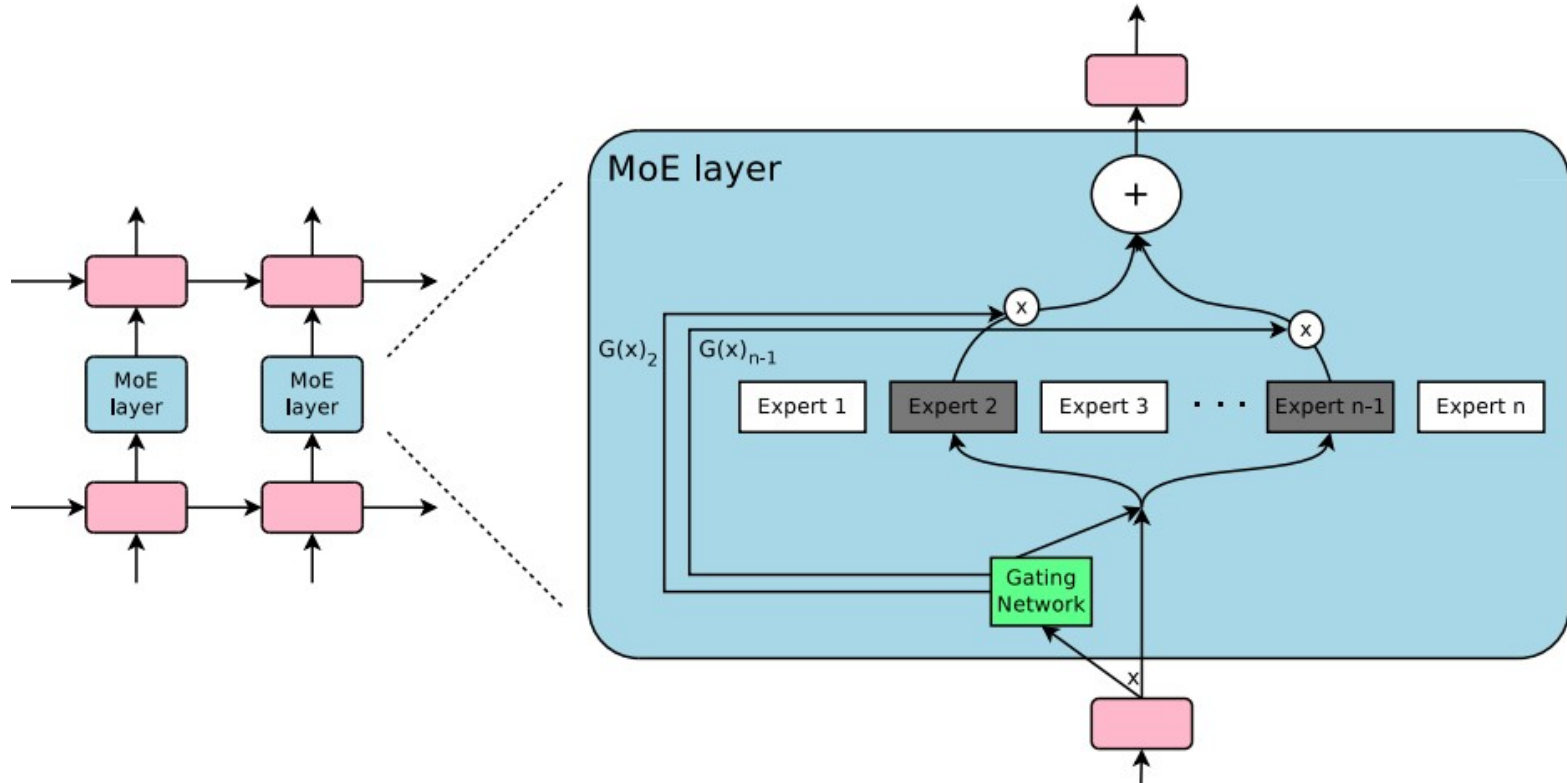 MoE layer
+
x
x
G(x)2
G(x)n-1
MoE
layer
MoE
layer
Expert 1
Expert 2
Expert 3
. . .
Expert n-1
Expert n
Gating
Network
x